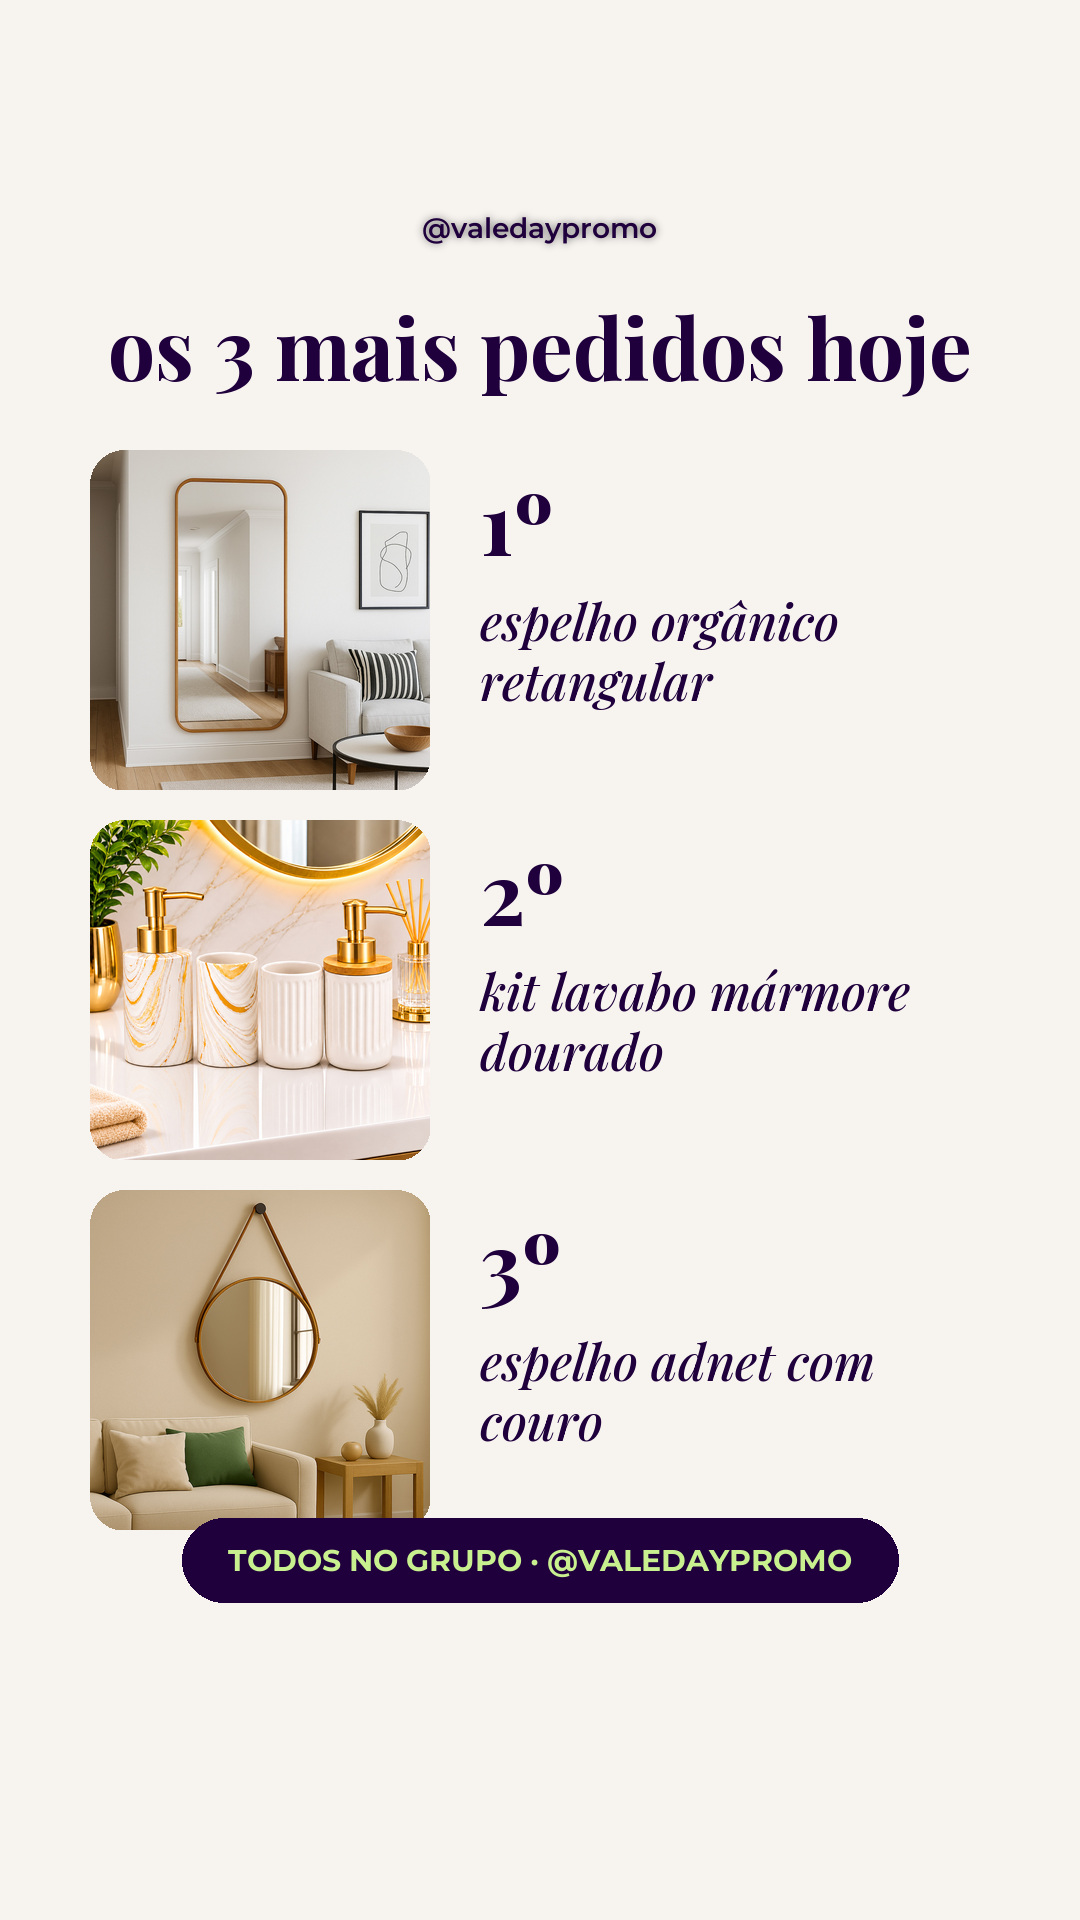 @valedaypromo
os 3 mais pedidos hoje
1º
espelho orgânico
retangular
2º
kit lavabo mármore
dourado
3º
espelho adnet com
couro
TODOS NO GRUPO · @VALEDAYPROMO